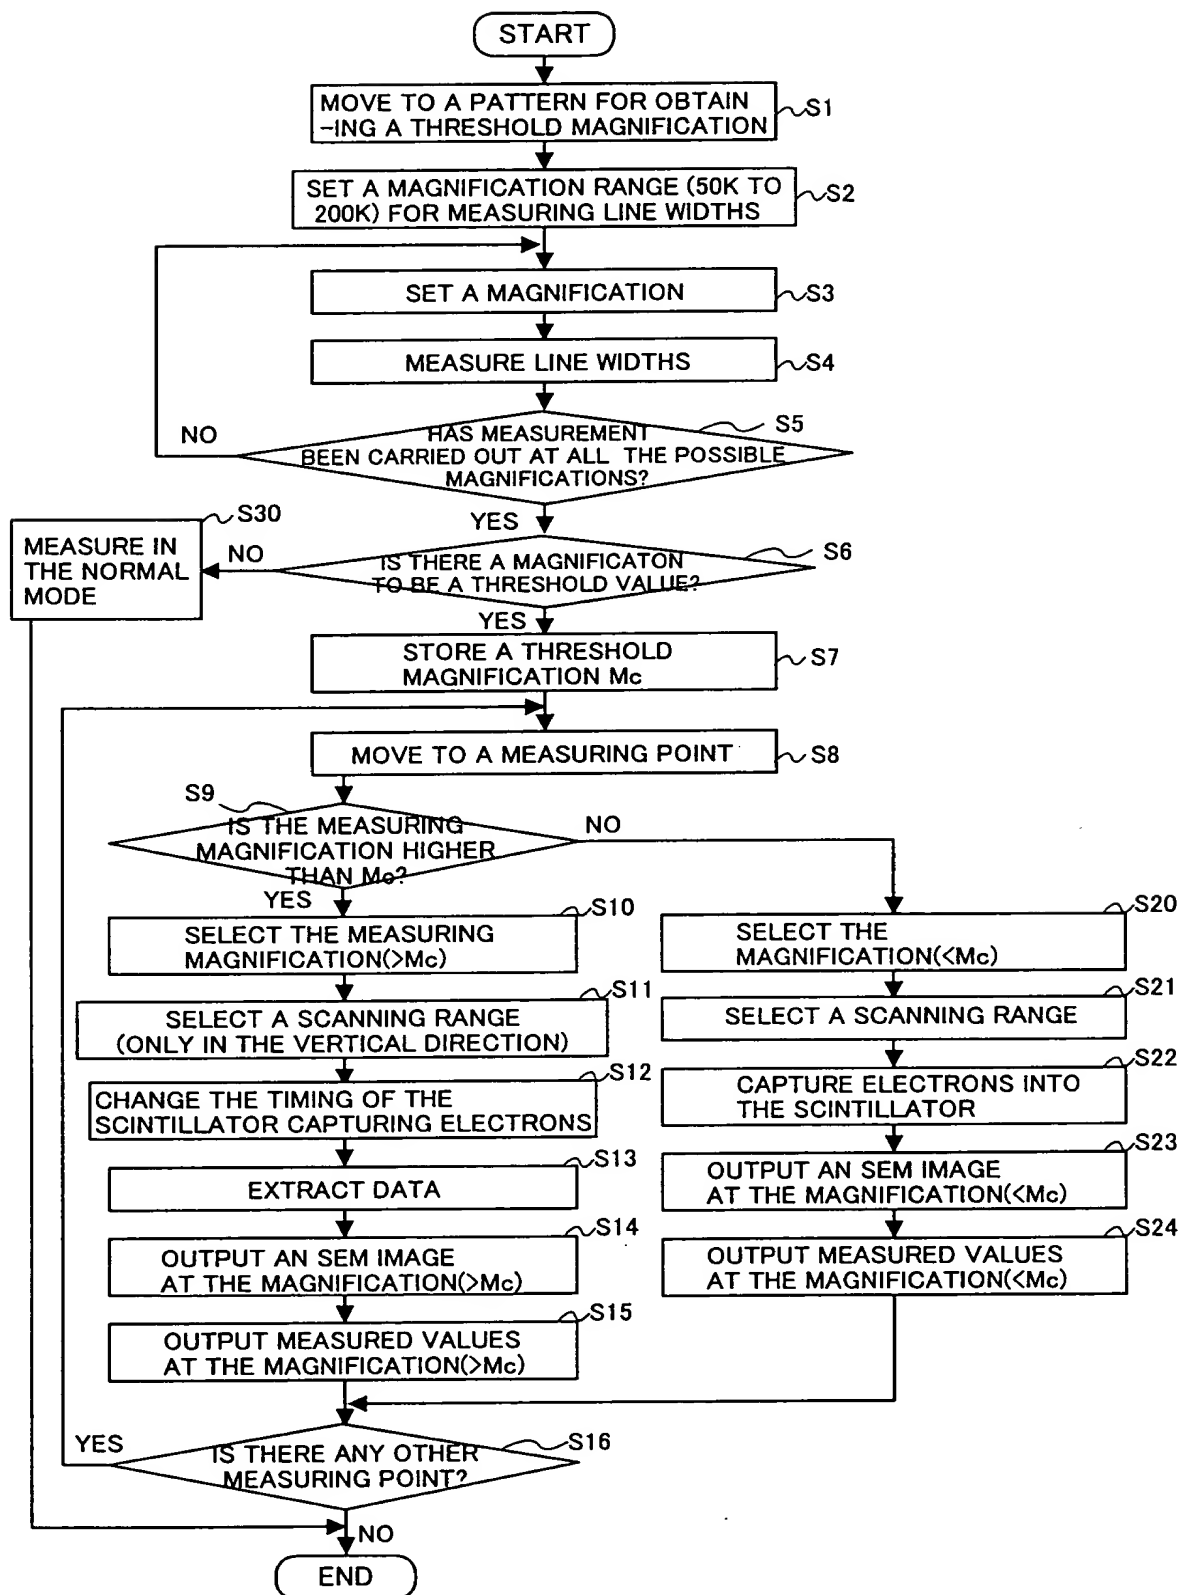 START
MOVE TO A PATTERN FOR OBTAIN
-ING A THRESHOLD MAGNIFICATION
S1
SET A MAGNIFICATION RANGE (50K TO
200K) FOR MEASURING LINE WIDTHS
S2
SET A MAGNIFICATION
S3
MEASURE LINE WIDTHS
S4
S5
NO
HAS MEASUREMENT
BEEN CARRIED OUT AT ALL THE POSSIBLE
MAGNIFICATIONS?
YES
S30
MEASURE IN
THE NORMAL
MODE
NO
S6
IS THERE A MAGNIFICATON
TO BE A THRESHOLD VALUE?
YES
STORE A THRESHOLD
MAGNIFICATION Mc
S7
MOVE TO A MEASURING POINT
S8
S9
IS THE MEASURING
MAGNIFICATION HIGHER
THAN Mc?
NO
YES
S10
SELECT THE MEASURING
MAGNIFICATION(>Mc)
S11
SELECT A SCANNING RANGE
(ONLY IN THE VERTICAL DIRECTION)
S12
CHANGE THE TIMING OF THE
SCINTILLATOR CAPTURING ELECTRONS
S13
EXTRACT DATA
S14
OUTPUT AN SEM IMAGE
AT THE MAGNIFICATION(>Mc)
S15
OUTPUT MEASURED VALUES
AT THE MAGNIFICATION(>Mc)
S20
SELECT THE
MAGNIFICATION(<Mc)
S21
SELECT A SCANNING RANGE
S22
CAPTURE ELECTRONS INTO
THE SCINTILLATOR
S23
OUTPUT AN SEM IMAGE
AT THE MAGNIFICATION(<Mc)
S24
OUTPUT MEASURED VALUES
AT THE MAGNIFICATION(<Mc)
YES
IS THERE ANY OTHER
MEASURING POINT?
S16
NO
END